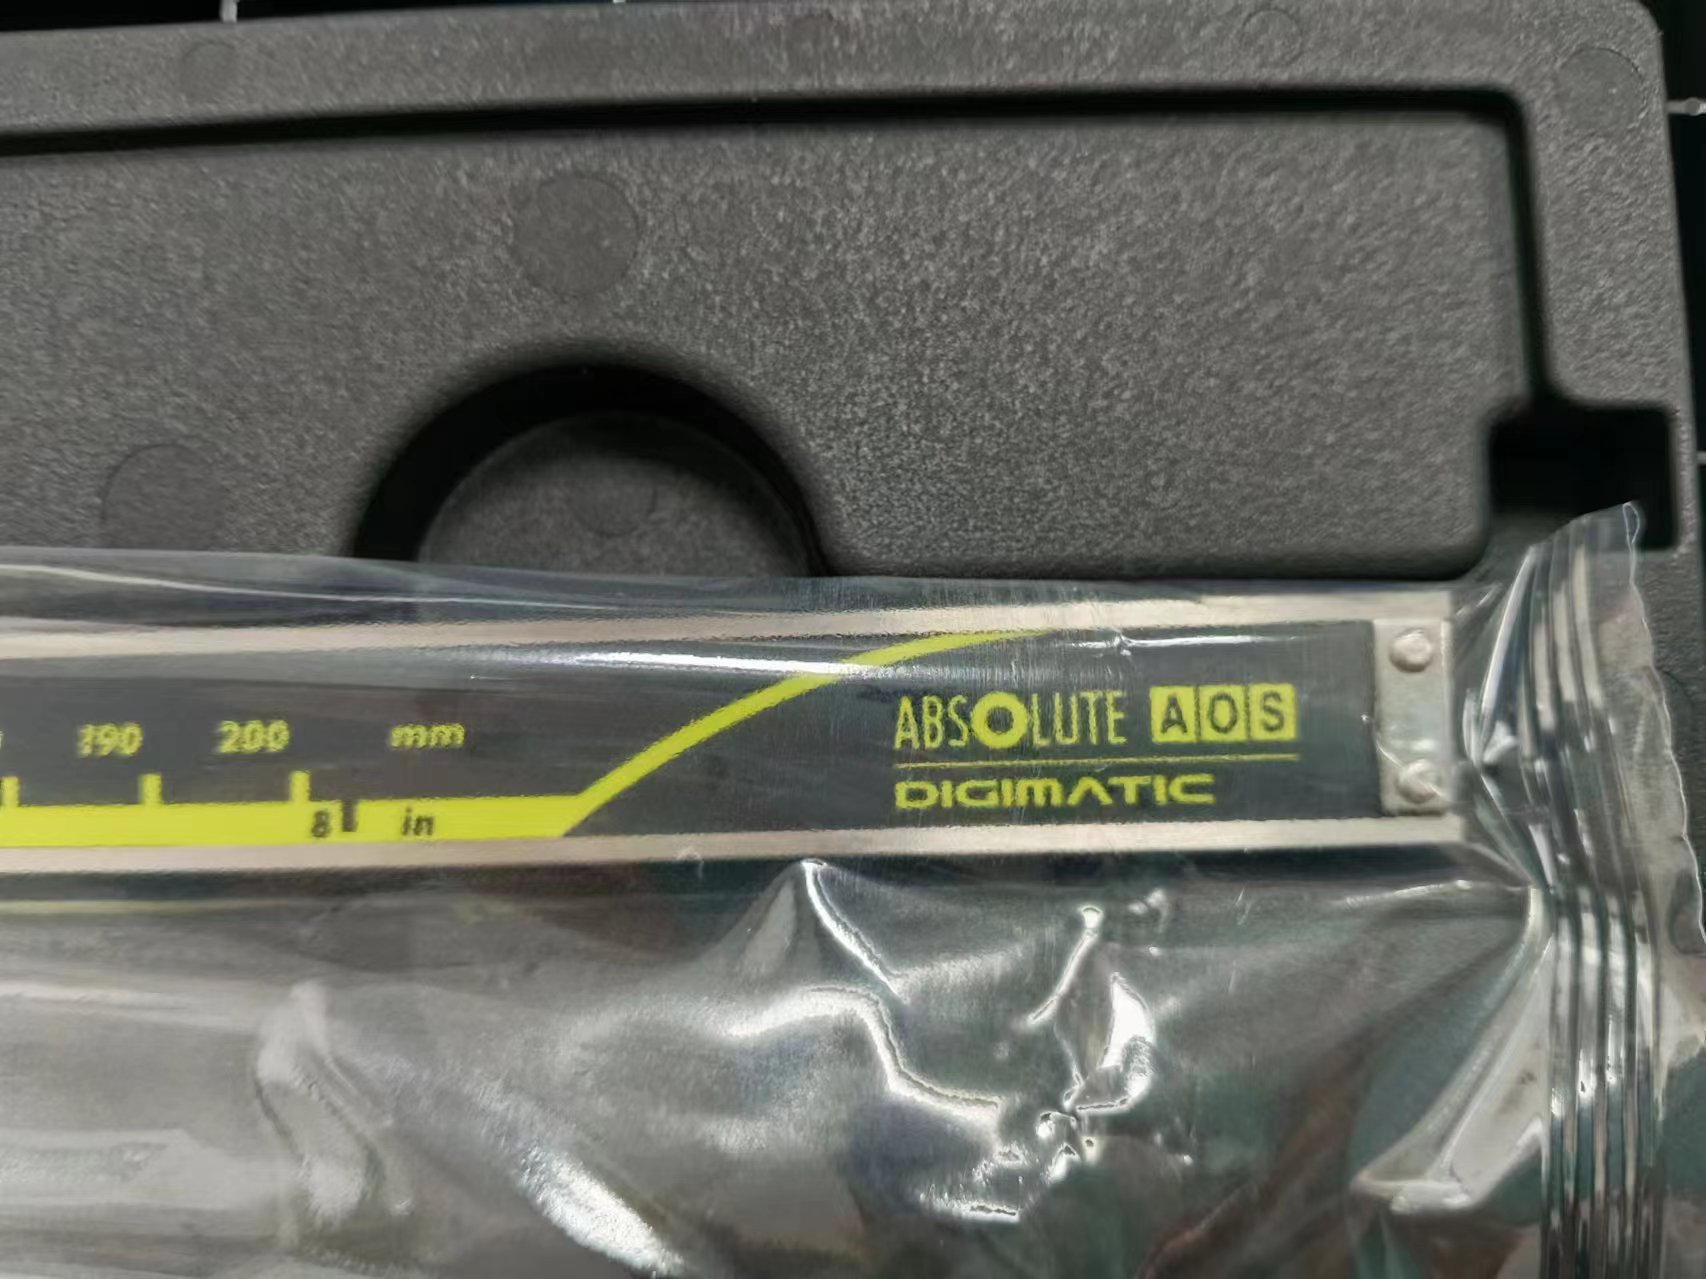 190 200 mm
8 in
ABSOLUTE AOS
DIGIMATIC